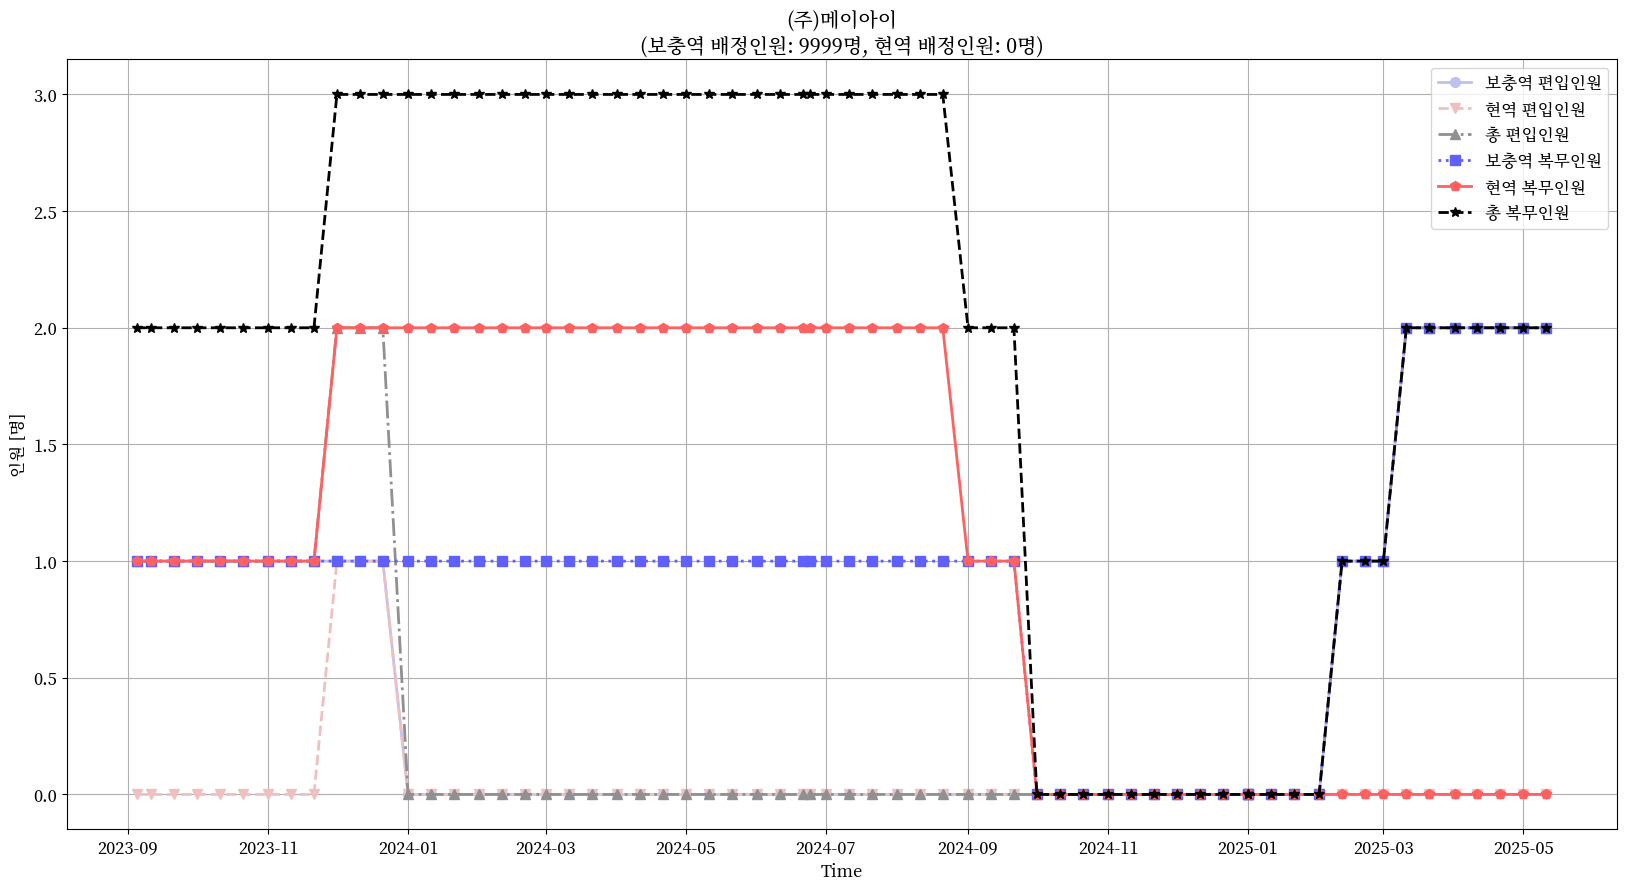 (주)메이아이
(보충역 배정인원: 9999명, 현역 배정인원: 0명)
보충역 편입인원
현역 편입인원
총 편입인원
보충역 복무인원
현역 복무인원
총 복무인원
인원 [명]
3.0
2.5
2.0
1.5
1.0
0.5
0.0
2023-09 2023-11 2024-01 2024-03 2024-05 2024-07 2024-09 2024-11 2025-01 2025-03 2025-05
Time